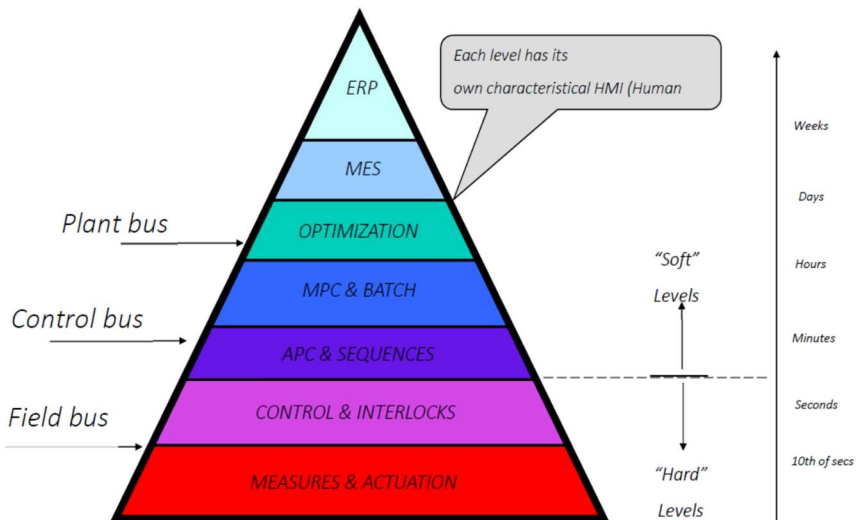 Each level has its
own characteristical HMI (Human
ERP
Weeks
MES
Days
Plant bus
OPTIMIZATION
"Soft"
Levels
Hours
MPC & BATCH
Control bus
Minutes
APC & SEQUENCES
Field bus
CONTROL & INTERLOCKS
Seconds
10th of secs
MEASURES & ACTUATION
"Hard"
Levels